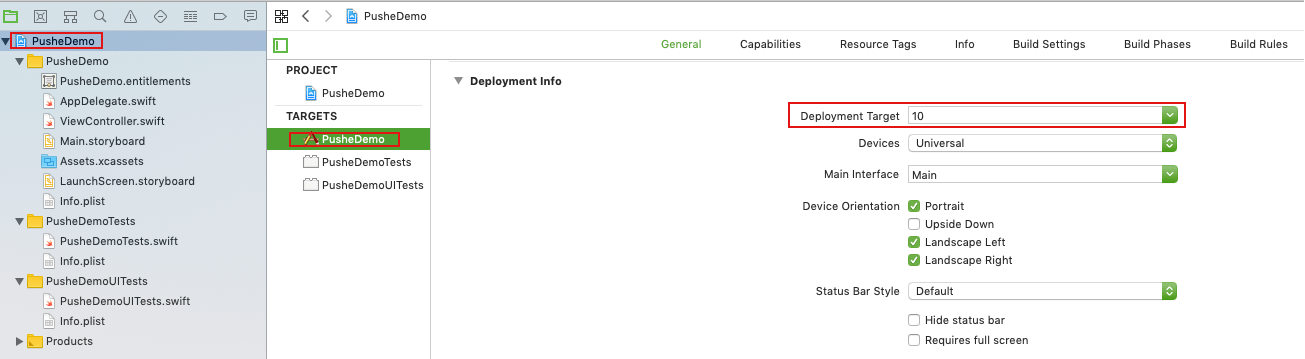 PusheDemo
PusheDemo
PusheDemo.entitlements
AppDelegate.swift
ViewController.swift
Main.storyboard
Assets.xcassets
LaunchScreen.storyboard
Info.plist
PusheDemoTests
PusheDemoTests.swift
Info.plist
PusheDemoUITests
PusheDemoUITests.swift
Info.plist
Products
PusheDemo
General Capabilities Resource Tags Info Build Settings Build Phases Build Rules
PROJECT
PusheDemo
TARGETS
PusheDemo
PusheDemoTests
PusheDemoUITests
Deployment Info
Deployment Target 10
Devices Universal
Main Interface Main
Device Orientation Portrait
Upside Down
Landscape Left
Landscape Right
Status Bar Style Default
Hide status bar
Requires full screen